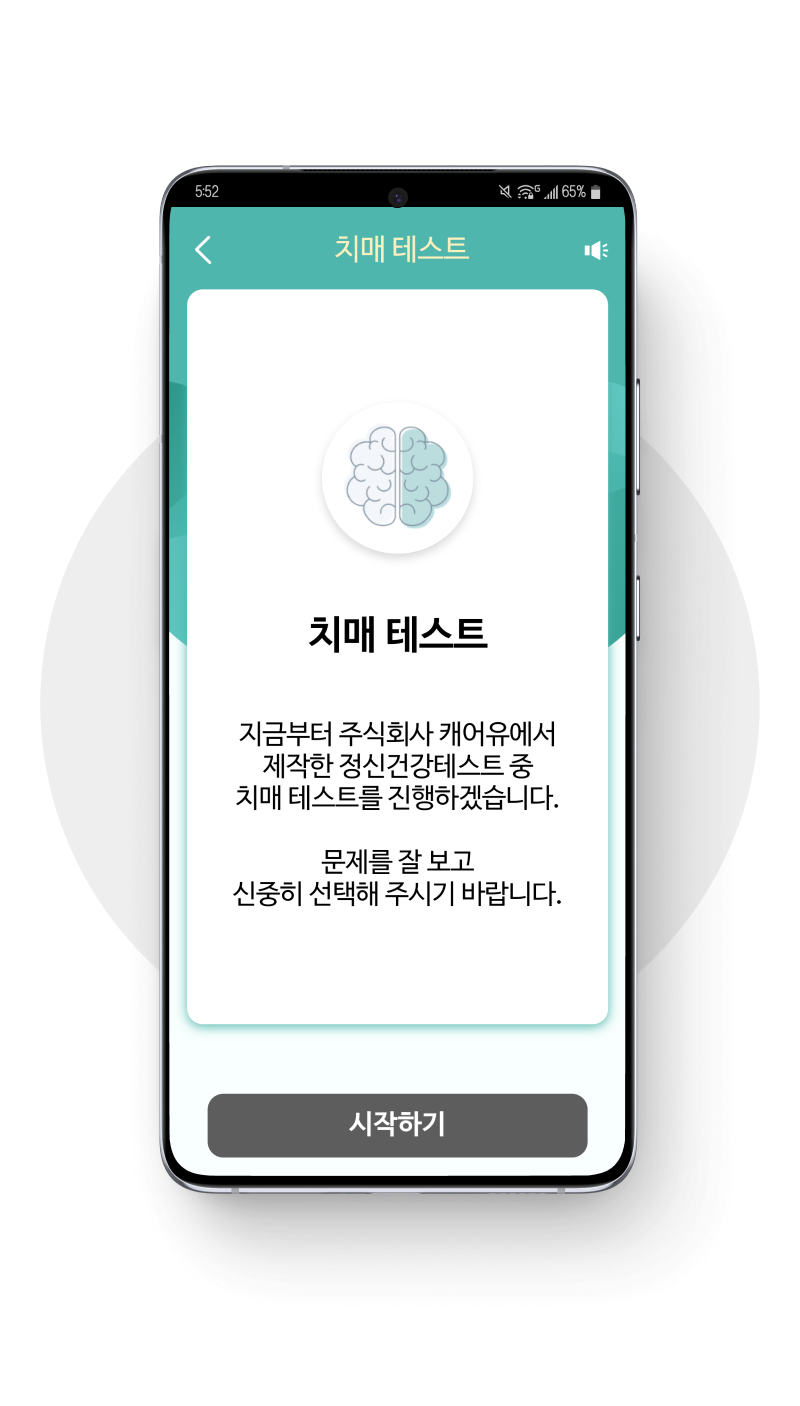 5:52
65%
치매 테스트
치매 테스트
지금부터 주식회사 캐어유에서
제작한 정신건강테스트 중
치매 테스트를 진행하겠습니다.
문제를 잘 보고
신중히 선택해 주시기 바랍니다.
시작하기